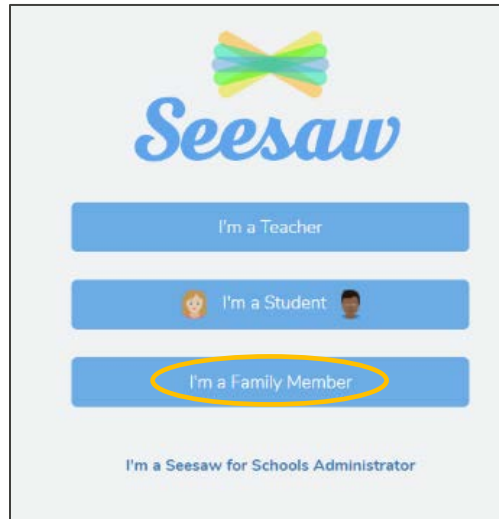 Seesaw
I'm a Teacher
I'm a Student
I'm a Family Member
I'm a Seesaw for Schools Administrator